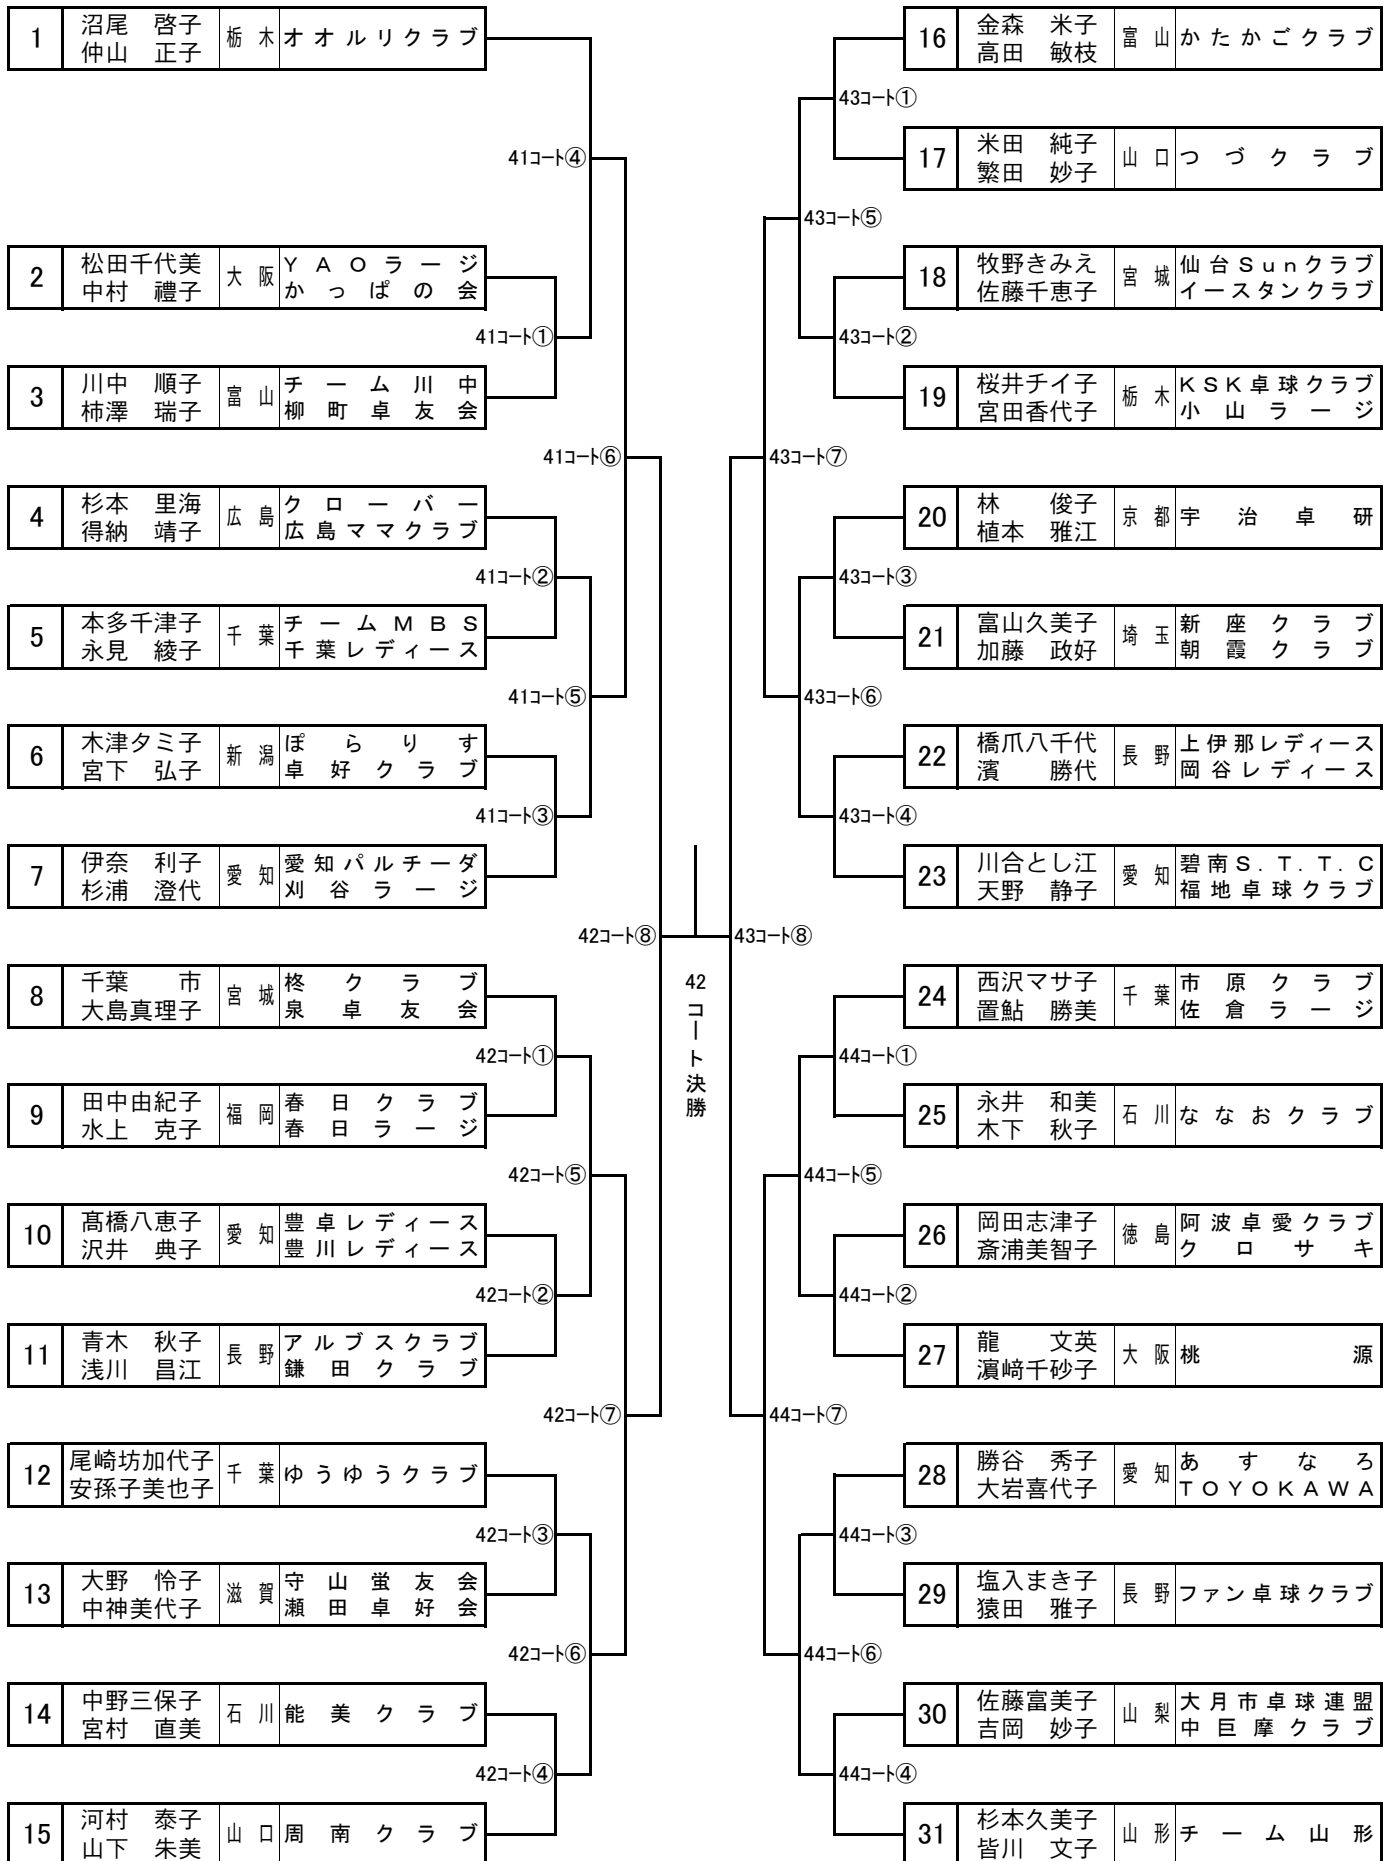 1 沼尾　啓子 栃木 オオルリクラブ
仲山　正子
41コート④
2 松田千代美 大阪 ＹＡＯラージ
中村　禮子 かっぱの会
41コート①
3 川中　順子 富山 チーム川中
柿澤　瑞子 柳町卓友会
41コート⑥
4 杉本　里海 広島 クローバー
得納　靖子 広島ママクラブ
41コート②
5 本多千津子 千葉 チームＭＢＳ
永見　綾子 千葉レディース
41コート⑤
6 木津タミ子 新潟 ぽらりす
宮下　弘子 卓好クラブ
41コート③
7 伊奈　利子 愛知 愛知パルチーダ
杉浦　澄代 刈谷ラージ
42コート⑧
8 千葉　　市 宮城 柊クラブ
大島真理子 泉卓友会
42コート①
9 田中由紀子 福岡 春日クラブ
水上　克子 春日ラージ
42コート⑤
10 髙橋八恵子 愛知 豊卓レディース
沢井　典子 豊川レディース
42コート②
11 青木　秋子 長野 アルブスクラブ
浅川　昌江 鎌田クラブ
42コート⑦
12 尾崎坊加代子 千葉 ゆうゆうクラブ
安孫子美也子
42コート③
13 大野　怜子 滋賀 守山蛍友会
中神美代子 瀬田卓好会
42コート⑥
14 中野三保子 石川 能美クラブ
宮村　直美
42コート④
15 河村　泰子 山口 周南クラブ
山下　朱美
42コート決勝
16 金森　米子 富山 かたかごクラブ
高田　敏枝
43コート①
17 米田　純子 山口 つづクラブ
繁田　妙子
43コート⑤
18 牧野きみえ 宮城 仙台Ｓｕｎクラブ
佐藤千恵子 イースタンクラブ
43コート②
19 桜井チイ子 栃木 ＫＳＫ卓球クラブ
宮田香代子 小山ラージ
43コート⑦
20 林　　俊子 京都 宇治卓研
植本　雅江
43コート③
21 富山久美子 埼玉 新座クラブ
加藤　政好 朝霞クラブ
43コート⑥
22 橋爪八千代 長野 上伊那レディース
濱　　勝代 岡谷レディース
43コート④
23 川合とし江 愛知 碧南Ｓ．Ｔ．Ｔ．Ｃ
天野　静子 福地卓球クラブ
43コート⑧
24 西沢マサ子 千葉 市原クラブ
置鮎　勝美 佐倉ラージ
44コート①
25 永井　和美 石川 ななおクラブ
木下　秋子
44コート⑤
26 岡田志津子 徳島 阿波卓愛クラブ
斎浦美智子 クロサキ
44コート②
27 龍　　文英 大阪 桃源
濵﨑千砂子
44コート⑦
28 勝谷　秀子 愛知 あすなろ
大岩喜代子 ＴＯＹＯＫＡＷＡ
44コート③
29 塩入まき子 長野 ファン卓球クラブ
猿田　雅子
44コート⑥
30 佐藤富美子 山梨 大月市卓球連盟
吉岡　妙子 中巨摩クラブ
44コート④
31 杉本久美子 山形 チーム山形
皆川　文子